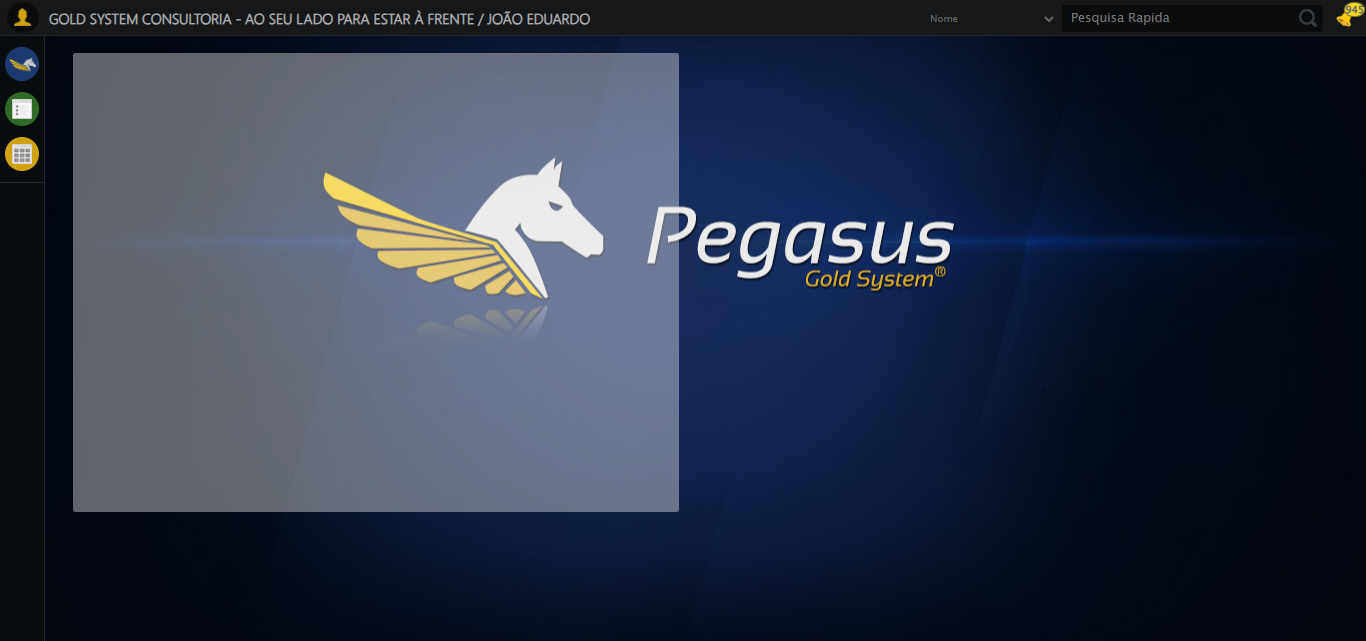 GOLD SYSTEM CONSULTORIA - AO SEU LADO PARA ESTAR À FRENTE / JOÃO EDUARDO
Nome
Pesquisa Rapida
945
Pegasus
Gold System®